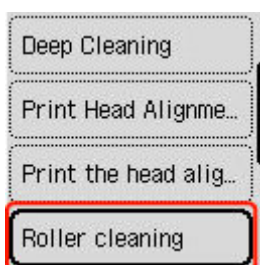 Deep Cleaning
Print Head Alignme...
Print the head alig...
Roller cleaning